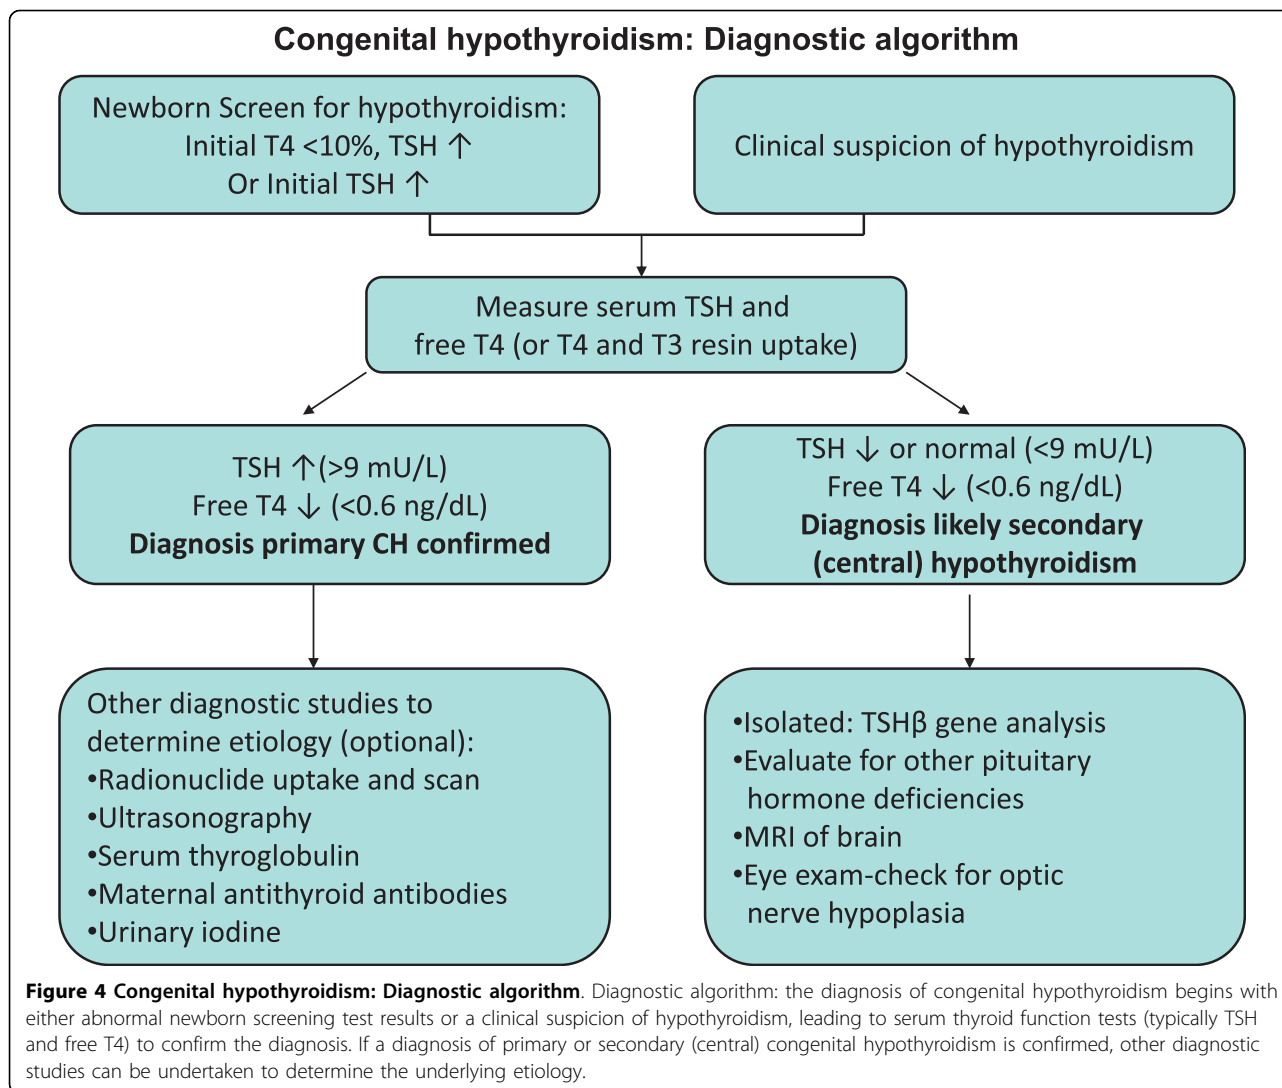 Congenital hypothyroidism: Diagnostic algorithm
Newborn Screen for hypothyroidism:
Initial T4 <10%, TSH ↑
Or Initial TSH ↑
Clinical suspicion of hypothyroidism
Measure serum TSH and
free T4 (or T4 and T3 resin uptake)
TSH ↑(>9 mU/L)
Free T4 ↓ (<0.6 ng/dL)
Diagnosis primary CH confirmed
TSH ↓ or normal (<9 mU/L)
Free T4 ↓ (<0.6 ng/dL)
Diagnosis likely secondary
(central) hypothyroidism
Other diagnostic studies to
determine etiology (optional):
•Radionuclide uptake and scan
•Ultrasonography
•Serum thyroglobulin
•Maternal antithyroid antibodies
•Urinary iodine
•Isolated: TSHβ gene analysis
•Evaluate for other pituitary
hormone deficiencies
•MRI of brain
•Eye exam-check for optic
nerve hypoplasia
Figure 4 Congenital hypothyroidism: Diagnostic algorithm. Diagnostic algorithm: the diagnosis of congenital hypothyroidism begins with
either abnormal newborn screening test results or a clinical suspicion of hypothyroidism, leading to serum thyroid function tests (typically TSH
and free T4) to confirm the diagnosis. If a diagnosis of primary or secondary (central) congenital hypothyroidism is confirmed, other diagnostic
studies can be undertaken to determine the underlying etiology.